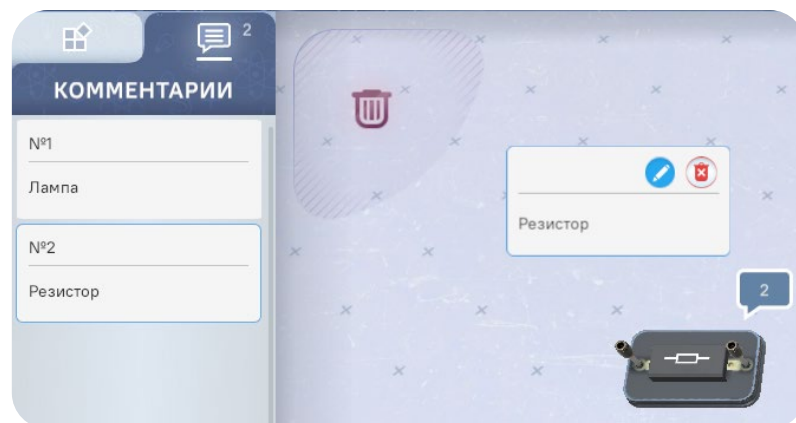 2
КОММЕНТАРИИ
№1
Лампа
№2
Резистор
Резистор
2